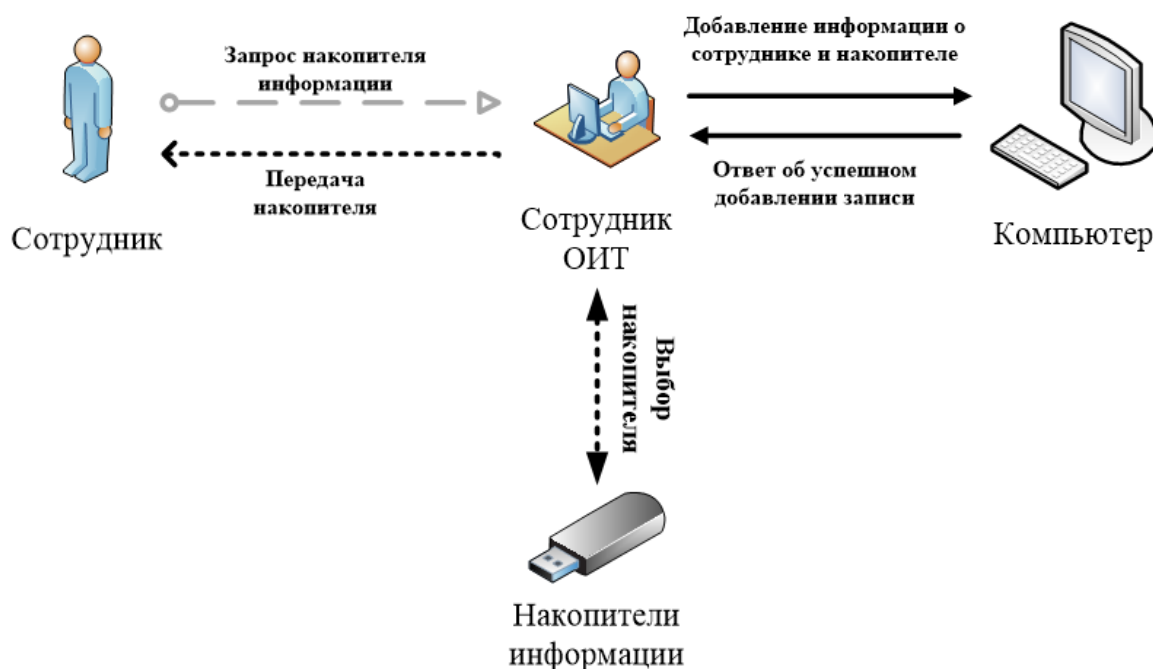 Запрос накопителя
информации
Передача
накопителя
Сотрудник
Добавление информации о
сотруднике и накопителе
Ответ об успешном
добавлении записи
Сотрудник
ОИТ
Компьютер
Выбор
накопителя
Накопители
информации